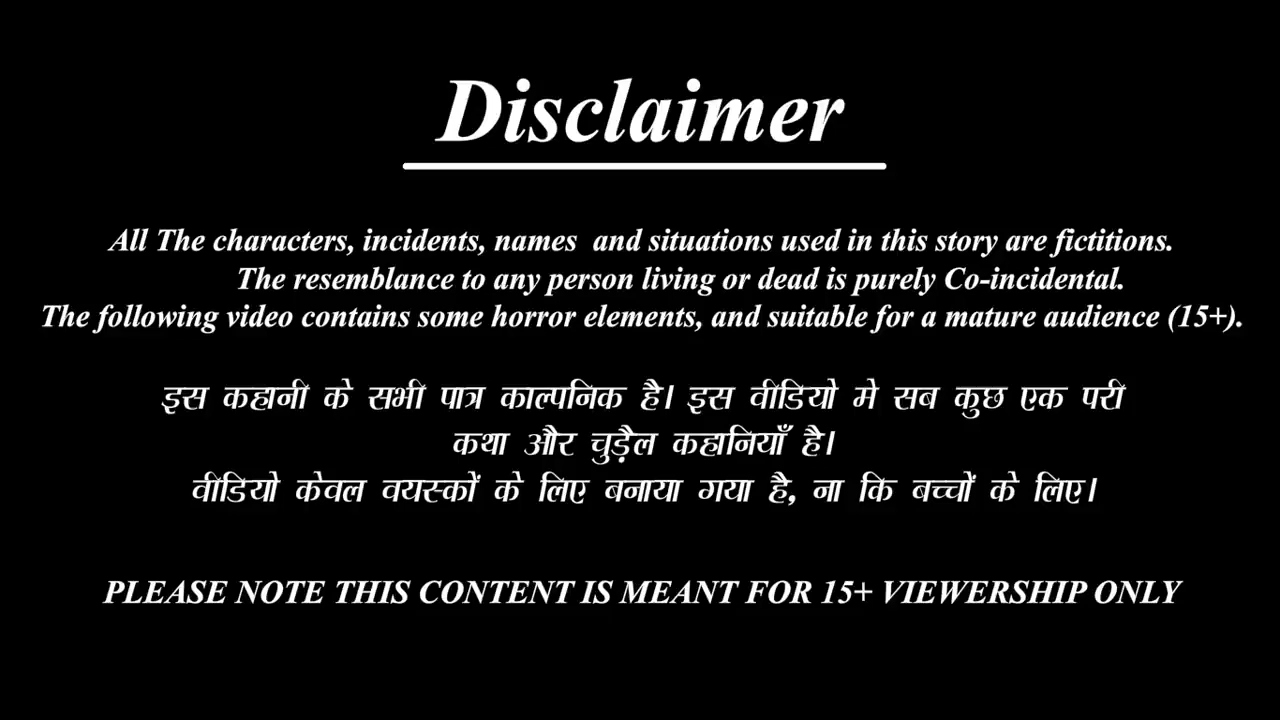 Disclaimer
All The characters, incidents, names and situations used in this story are fictitions.
The resemblance to any person living or dead is purely Co-incidental.
The following video contains some horror elements, and suitable for a mature audience (15+).
इस कहानी के सभी पात्र काल्पनिक है। इस वीडियो मे सब कुछ एक परी
कथा और चुड़ैल कहानियाँ है।
वीडियो केवल वयस्कों के लिए बनाया गया है, ना कि बच्चों के लिए।
PLEASE NOTE THIS CONTENT IS MEANT FOR 15+ VIEWERSHIP ONLY